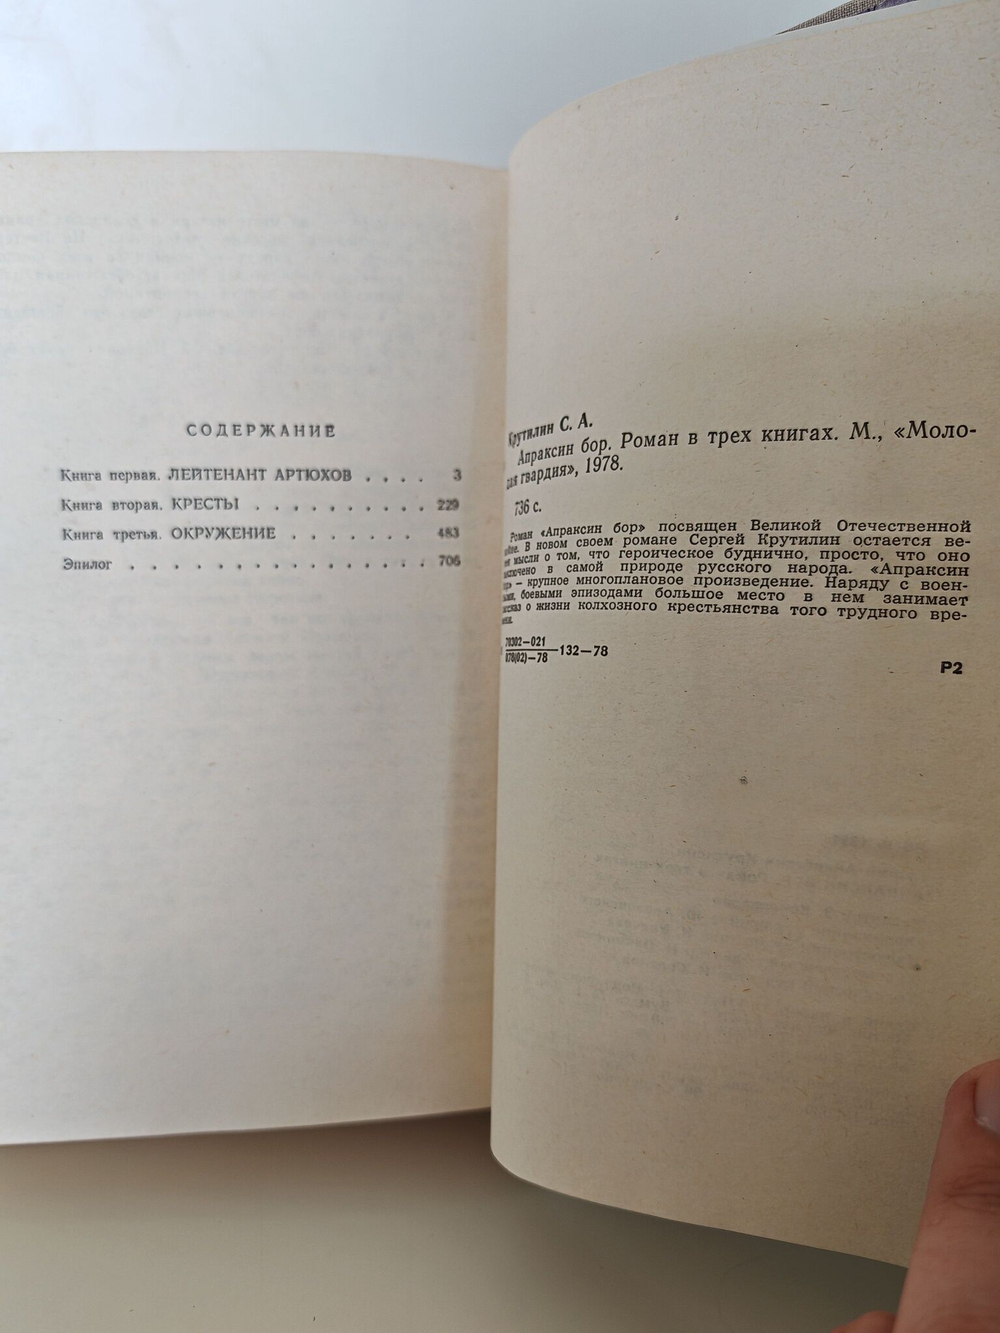 СОДЕРЖАНИЕ
Книга первая. ЛЕЙТЕНАНТ АРТЮХОВ . . . . 3
Книга вторая. КРЕСТЫ . . . . . . . . . 229
Книга третья. ОКРУЖЕНИЕ . . . . . . . 483
Эпилог . . . . . . . . . . . . . . . 706
Крутилин С. А.
Апраксин бор. Роман в трех книгах. М., «Моло-
гвардия», 1978.
736 с.
Роман «Апраксин бор» посвящен Великой Отечественной
В новом своем романе Сергей Крутилин остается ве-
мысли о том, что героическое буднично, просто, что оно
в самой природе русского народа. «Апраксин
— крупное многоплановое произведение. Наряду с воен-
боевыми эпизодами большое место в нем занимает
о жизни колхозного крестьянства того трудного вре-
70302—021
078(02)—78 —132—78
Р2